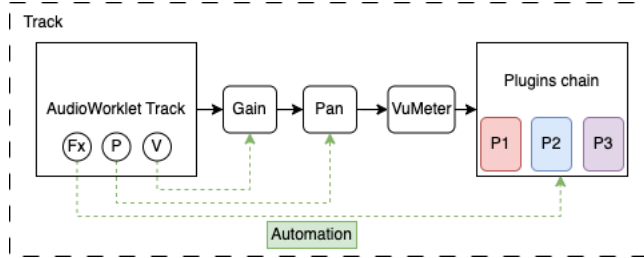 Track
AudioWorklet Track
Fx
P
V
Gain
Pan
VuMeter
Plugins chain
P1
P2
P3
Automation